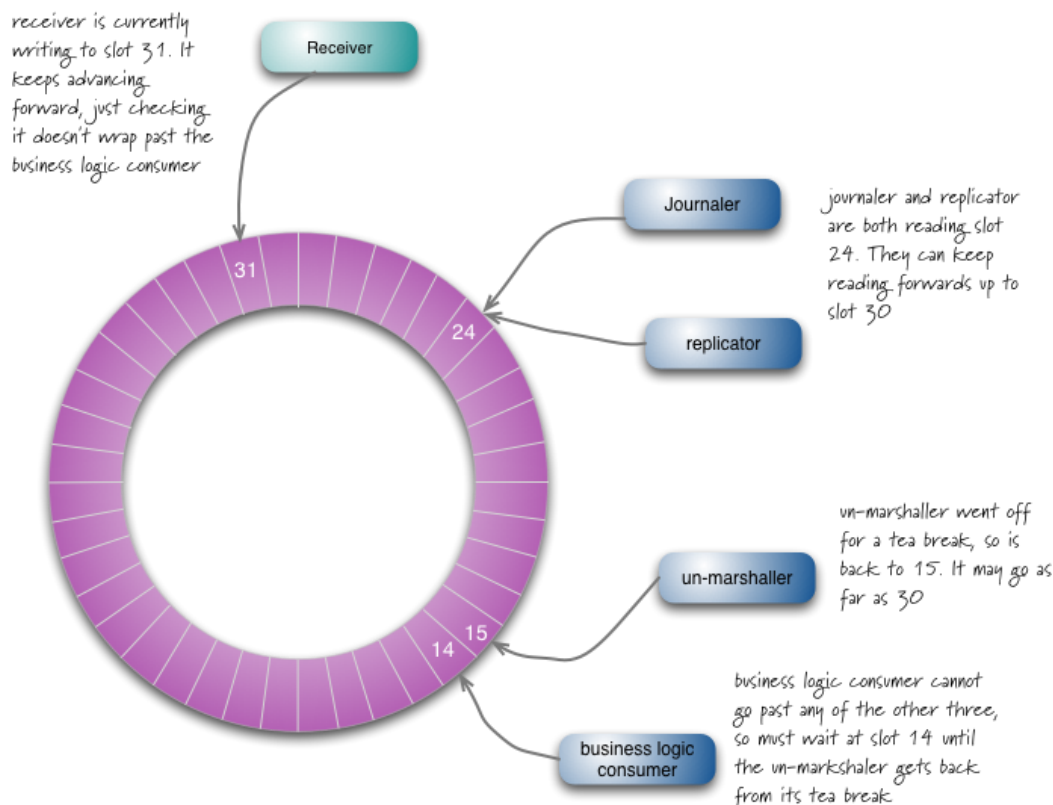 receiver is currently
writing to slot 31. It
keeps advancing
forward, just checking
it doesn't wrap past the
business logic consumer
Receiver
Journaler
journaler and replicator
are both reading slot
24. They can keep
reading forwards up to
slot 30
replicator
31
24
un-marshaller went off
for a tea break, so is
back to 15. It may go as
far as 30
un-marshaller
15
14
business logic consumer cannot
go past any of the other three,
so must wait at slot 14 until
the un-markshaler gets back
from its tea break
business logic
consumer